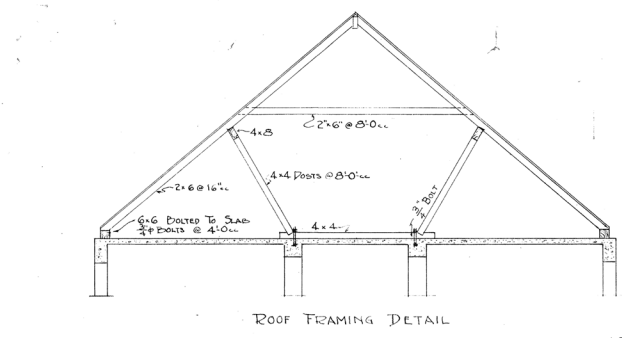 2"x6" @ 8'-0 cc
4x8
4x4 POSTS @ 8'-0" cc
2x6 @ 16" cc
3/4" BOLT
6x6 BOLTED TO SLAB
3/4" φ BOLTS @ 4'-0 cc
4x4
ROOF FRAMING DETAIL